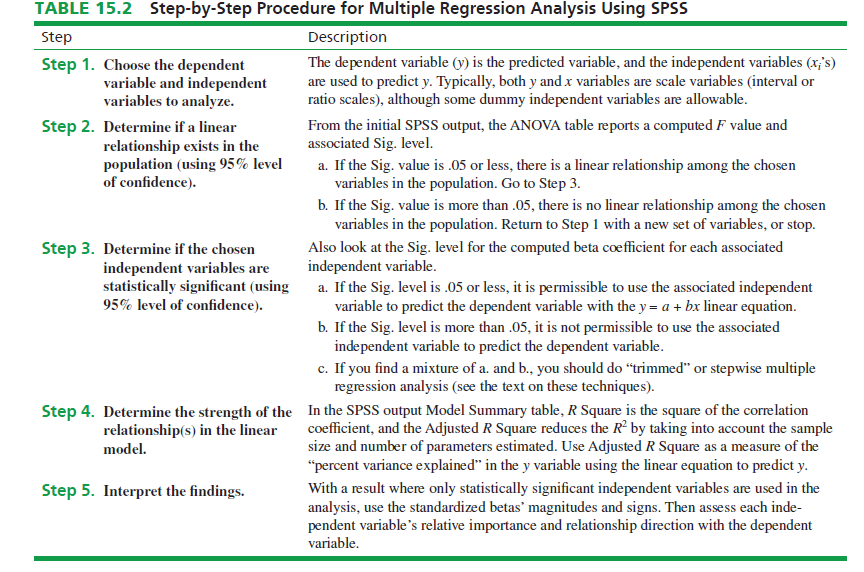 TABLE 15.2 Step-by-Step Procedure for Multiple Regression Analysis Using SPSS
Step Description
Step 1. Choose the dependent
variable and independent
variables to analyze.
The dependent variable (y) is the predicted variable, and the independent variables (xᵢ's)
are used to predict y. Typically, both y and x variables are scale variables (interval or
ratio scales), although some dummy independent variables are allowable.
Step 2. Determine if a linear
relationship exists in the
population (using 95% level
of confidence).
From the initial SPSS output, the ANOVA table reports a computed F value and
associated Sig. level.
a. If the Sig. value is .05 or less, there is a linear relationship among the chosen
variables in the population. Go to Step 3.
b. If the Sig. value is more than .05, there is no linear relationship among the chosen
variables in the population. Return to Step 1 with a new set of variables, or stop.
Step 3. Determine if the chosen
independent variables are
statistically significant (using
95% level of confidence).
Also look at the Sig. level for the computed beta coefficient for each associated
independent variable.
a. If the Sig. level is .05 or less, it is permissible to use the associated independent
variable to predict the dependent variable with the y = a + bx linear equation.
b. If the Sig. level is more than .05, it is not permissible to use the associated
independent variable to predict the dependent variable.
c. If you find a mixture of a. and b., you should do “trimmed” or stepwise multiple
regression analysis (see the text on these techniques).
Step 4. Determine the strength of the
relationship(s) in the linear
model.
In the SPSS output Model Summary table, R Square is the square of the correlation
coefficient, and the Adjusted R Square reduces the R² by taking into account the sample
size and number of parameters estimated. Use Adjusted R Square as a measure of the
“percent variance explained” in the y variable using the linear equation to predict y.
Step 5. Interpret the findings.
With a result where only statistically significant independent variables are used in the
analysis, use the standardized betas’ magnitudes and signs. Then assess each inde-
pendent variable’s relative importance and relationship direction with the dependent
variable.